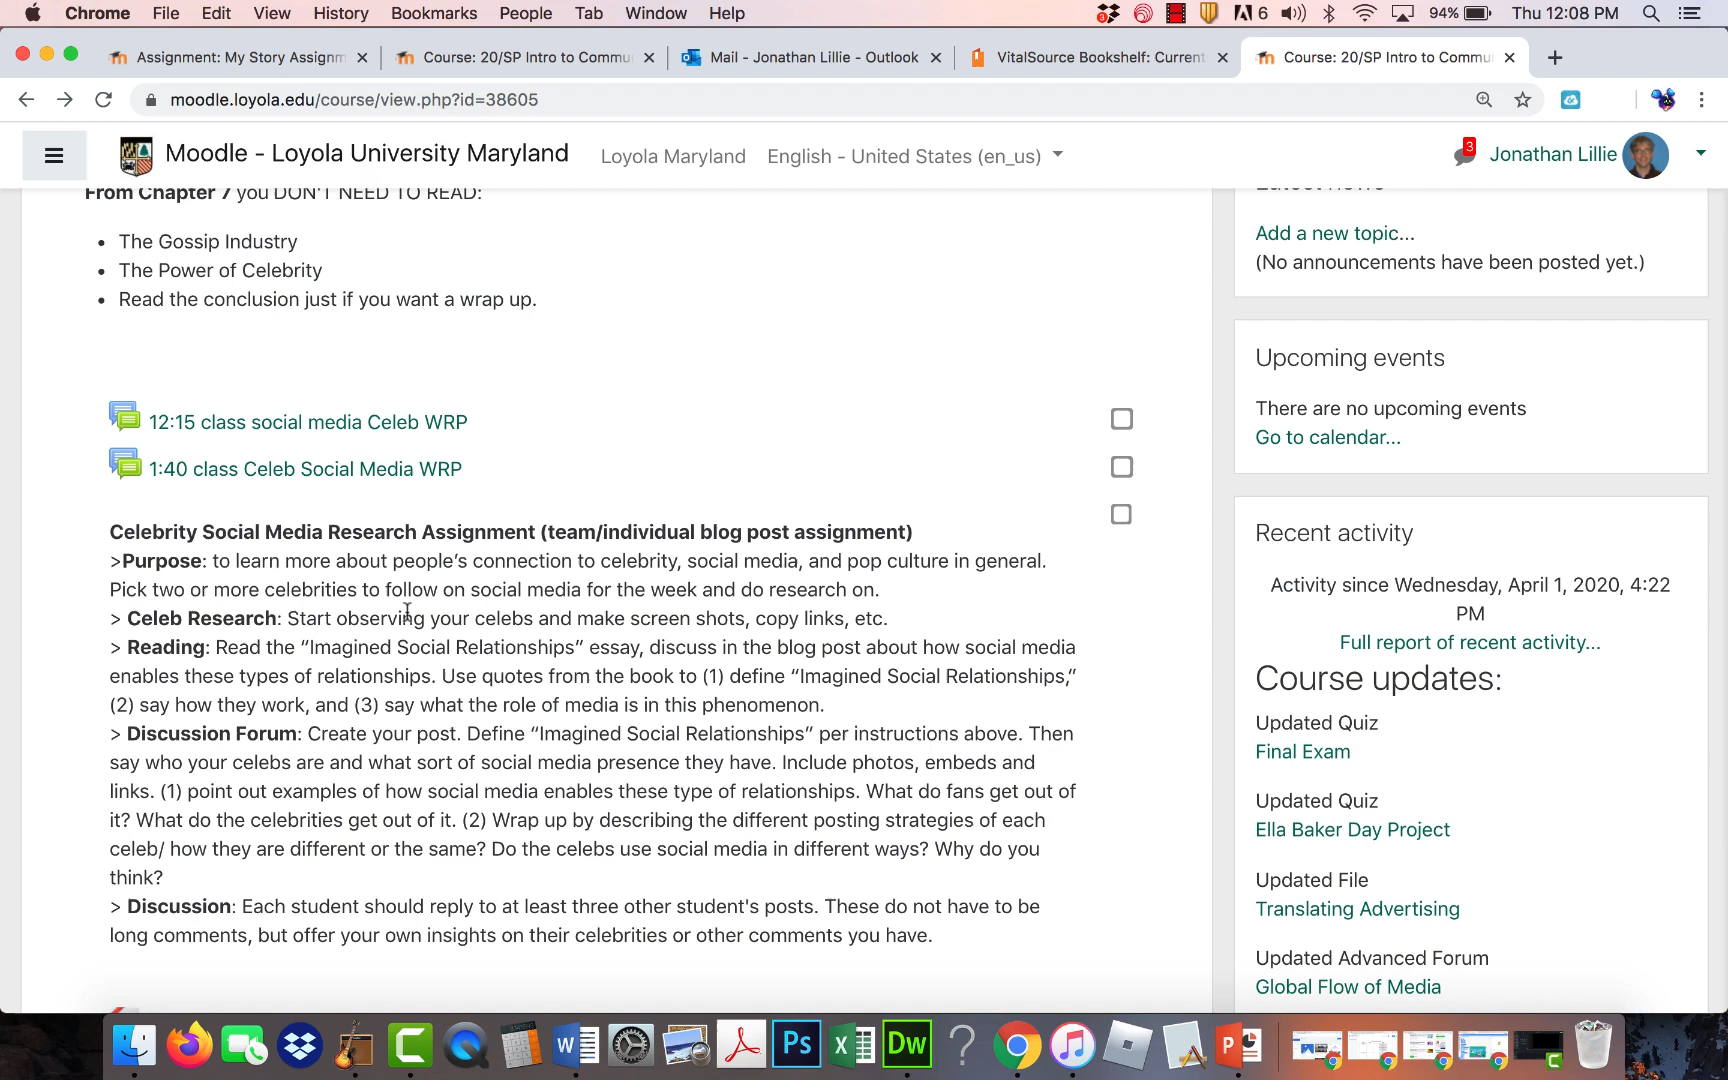 Chrome File Edit View History Bookmarks People Tab Window Help 3 6 94% Thu 12:08 PM
Assignment: My Story Assignm Course: 20/SP Intro to Commu Mail - Jonathan Lillie - Outlook VitalSource Bookshelf: Current Course: 20/SP Intro to Commu
moodle.loyola.edu/course/view.php?id=38605
Moodle - Loyola University Maryland Loyola Maryland English - United States (en_us) 3 Jonathan Lillie
From Chapter 7 you DON'T NEED TO READ:
• The Gossip Industry
• The Power of Celebrity
• Read the conclusion just if you want a wrap up.
12:15 class social media Celeb WRP
1:40 class Celeb Social Media WRP
Celebrity Social Media Research Assignment (team/individual blog post assignment)
>Purpose: to learn more about people’s connection to celebrity, social media, and pop culture in general.
Pick two or more celebrities to follow on social media for the week and do research on.
> Celeb Research: Start observing your celebs and make screen shots, copy links, etc.
> Reading: Read the “Imagined Social Relationships” essay, discuss in the blog post about how social media
enables these types of relationships. Use quotes from the book to (1) define “Imagined Social Relationships,”
(2) say how they work, and (3) say what the role of media is in this phenomenon.
> Discussion Forum: Create your post. Define “Imagined Social Relationships” per instructions above. Then
say who your celebs are and what sort of social media presence they have. Include photos, embeds and
links. (1) point out examples of how social media enables these type of relationships. What do fans get out of
it? What do the celebrities get out of it. (2) Wrap up by describing the different posting strategies of each
celeb/ how they are different or the same? Do the celebs use social media in different ways? Why do you
think?
> Discussion: Each student should reply to at least three other student's posts. These do not have to be
long comments, but offer your own insights on their celebrities or other comments you have.
Latest news
Add a new topic...
(No announcements have been posted yet.)
Upcoming events
There are no upcoming events
Go to calendar...
Recent activity
Activity since Wednesday, April 1, 2020, 4:22
PM
Full report of recent activity...
Course updates:
Updated Quiz
Final Exam
Updated Quiz
Ella Baker Day Project
Updated File
Translating Advertising
Updated Advanced Forum
Global Flow of Media
W Ps X Dw ? P